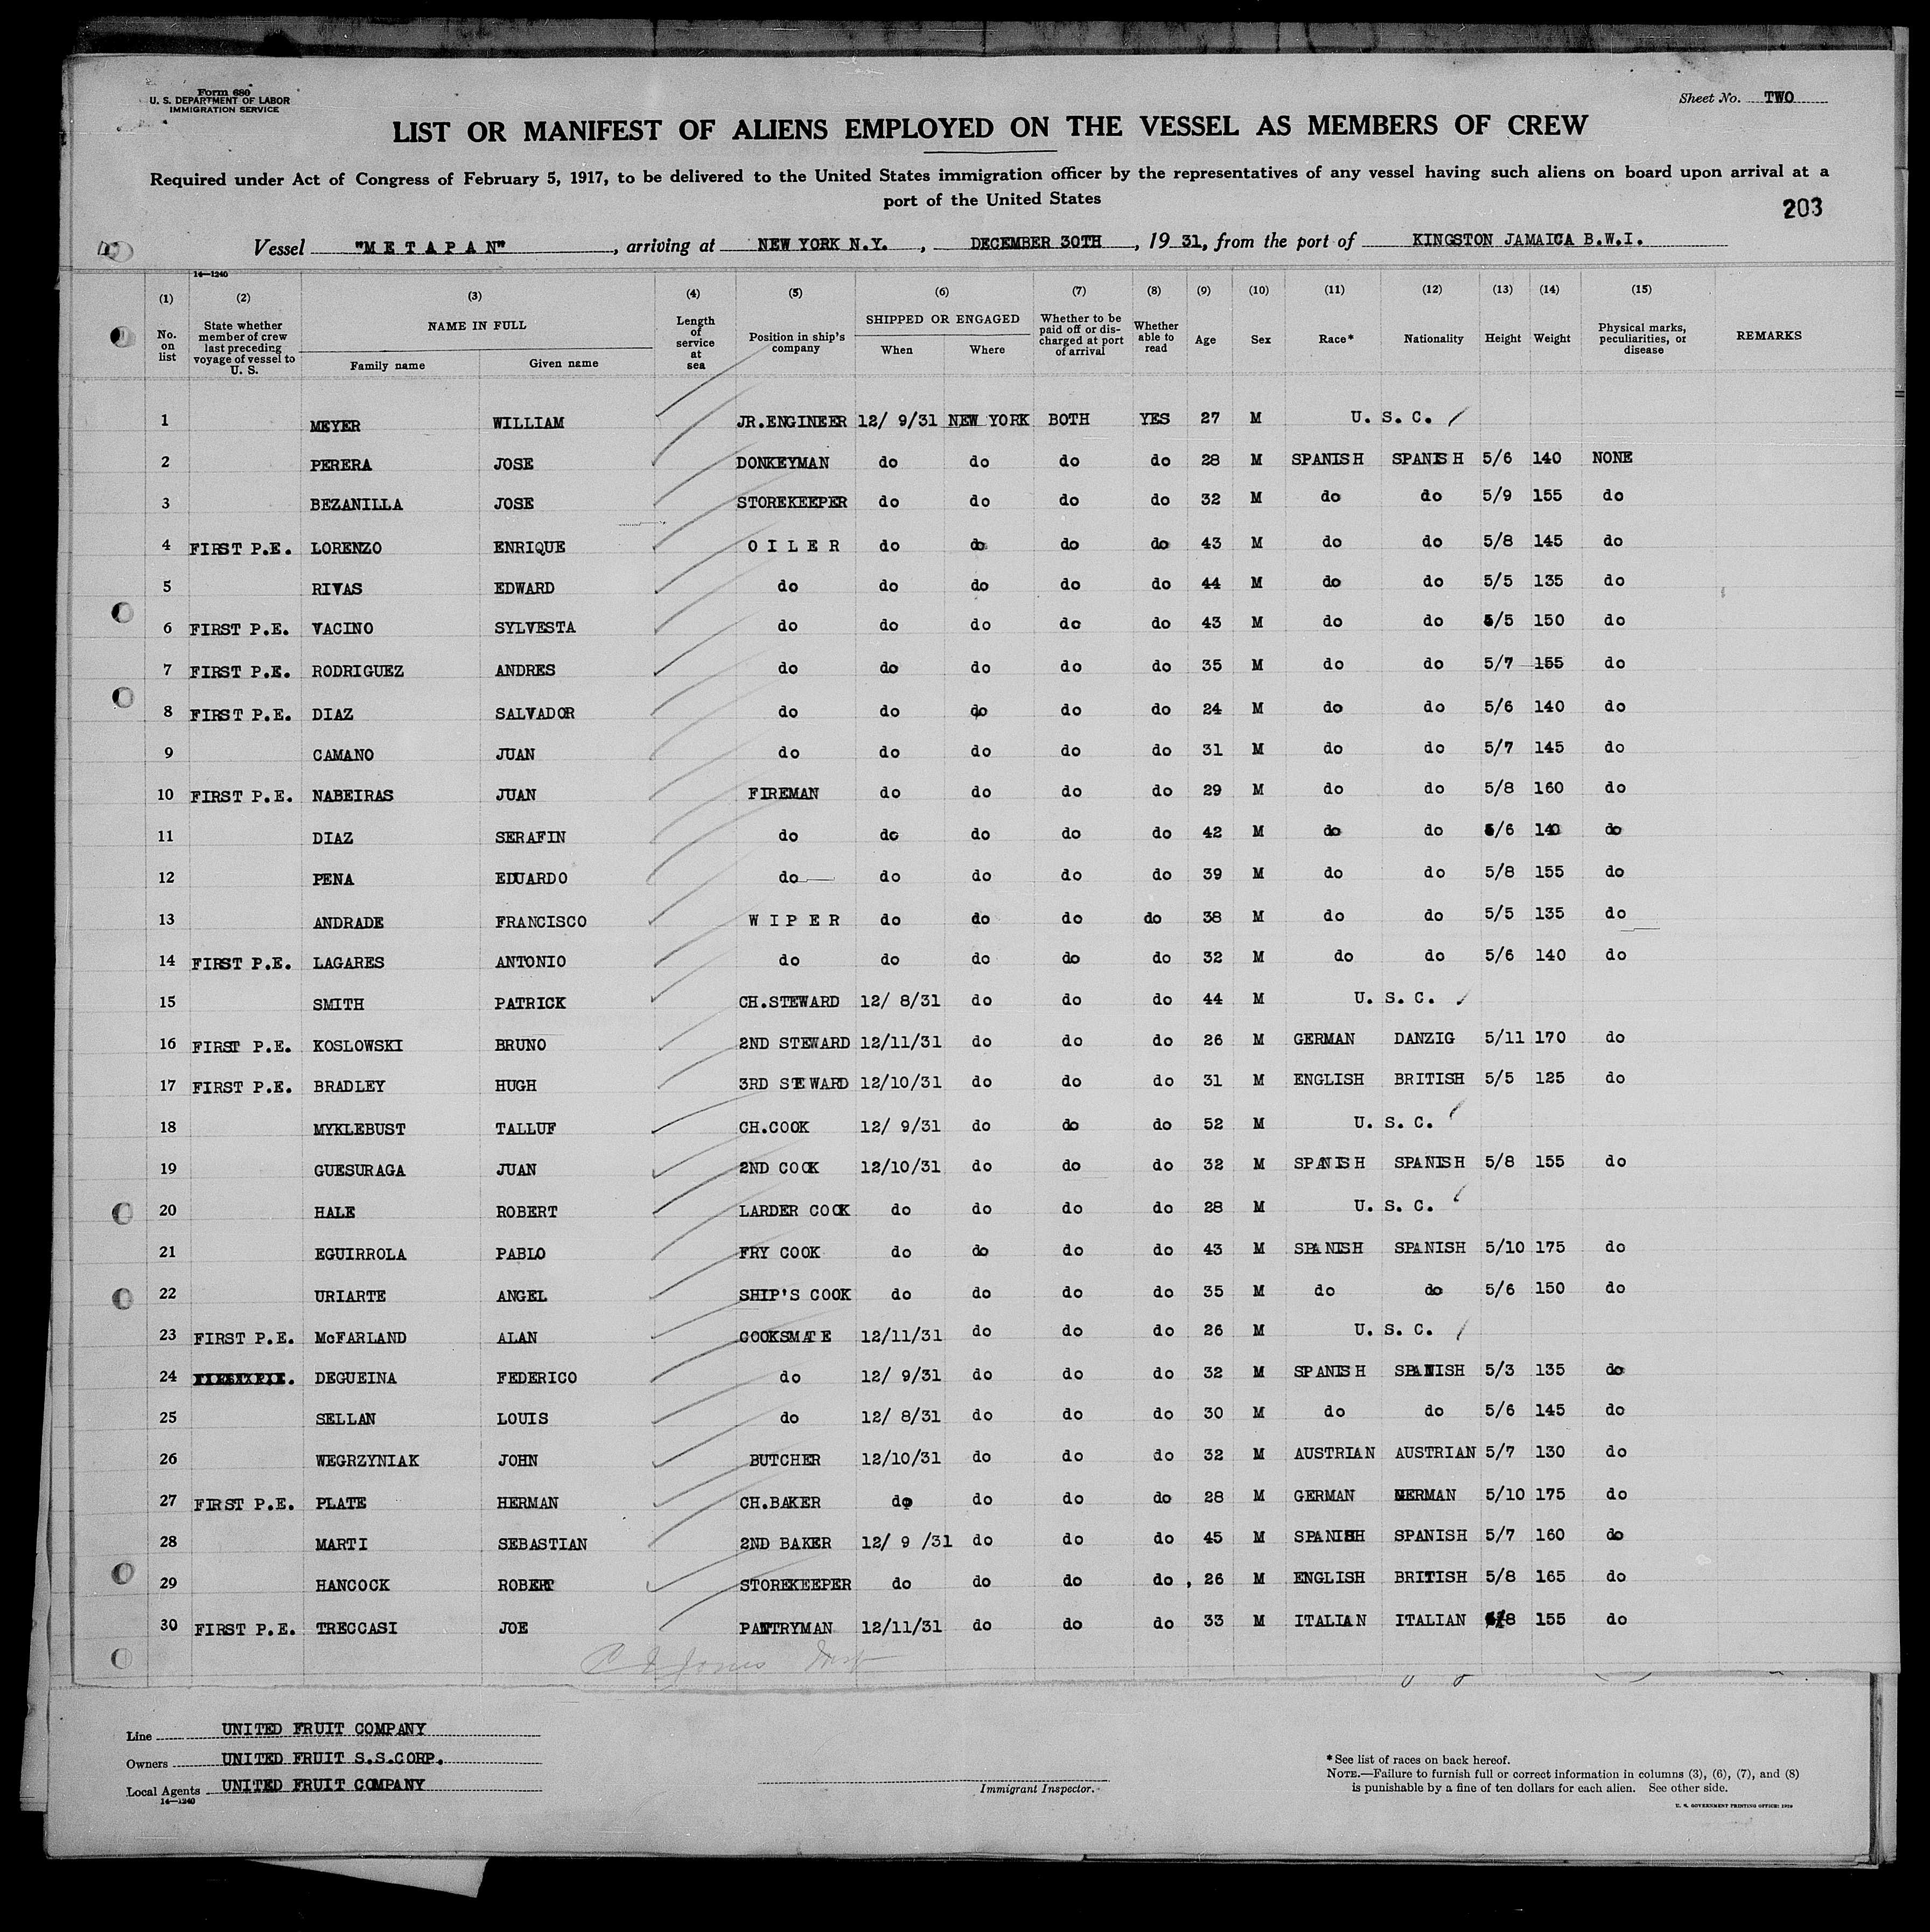 Form 680
U. S. DEPARTMENT OF LABOR
IMMIGRATION SERVICE
Sheet No. TWO
LIST OR MANIFEST OF ALIENS EMPLOYED ON THE VESSEL AS MEMBERS OF CREW
Required under Act of Congress of February 5, 1917, to be delivered to the United States immigration officer by the representatives of any vessel having such aliens on board upon arrival at a
port of the United States
203
Vessel "METAPAN", arriving at NEW YORK N.Y., DECEMBER 30TH, 19 31, from the port of KINGSTON JAMAICA B.W.I.
14—1240
(1) (2) (3) (4) (5) (6) (7) (8) (9) (10) (11) (12) (13) (14) (15)
No. on list State whether member of crew last preceding voyage of vessel to U. S. NAME IN FULL Family name Given name Length of service at sea Position in ship's company SHIPPED OR ENGAGED When Where Whether to be paid off or discharged at port of arrival Whether able to read Age Sex Race* Nationality Height Weight Physical marks, peculiarities, or disease REMARKS
1 MEYER WILLIAM JR.ENGINEER 12/ 9/31 NEW YORK BOTH YES 27 M U. S. C.
2 PERERA JOSE DONKEYMAN do do do do 28 M SPANISH SPANISH 5/6 140 NONE
3 BEZANILLA JOSE STOREKEEPER do do do do 32 M do do 5/9 155 do
4 FIRST P.E. LORENZO ENRIQUE O I L E R do do do do 43 M do do 5/8 145 do
5 RIVAS EDWARD do do do do do 44 M do do 5/5 135 do
6 FIRST P.E. VACINO SYLVESTA do do do do do 43 M do do 5/5 150 do
7 FIRST P.E. RODRIGUEZ ANDRES do do do do do 35 M do do 5/7 155 do
8 FIRST P.E. DIAZ SALVADOR do do do do do 24 M do do 5/6 140 do
9 CAMANO JUAN do do do do do 31 M do do 5/7 145 do
10 FIRST P.E. NABEIRAS JUAN FIREMAN do do do do 29 M do do 5/8 160 do
11 DIAZ SERAFIN do do do do do 42 M do do 5/6 140 do
12 PENA EDUARDO do do do do do 39 M do do 5/8 155 do
13 ANDRADE FRANCISCO W I P E R do do do do 38 M do do 5/5 135 do
14 FIRST P.E. LAGARES ANTONIO do do do do do 32 M do do 5/6 140 do
15 SMITH PATRICK CH.STEWARD 12/ 8/31 do do do 44 M U. S. C.
16 FIRST P.E. KOSLOWSKI BRUNO 2ND STEWARD 12/11/31 do do do 26 M GERMAN DANZIG 5/11 170 do
17 FIRST P.E. BRADLEY HUGH 3RD STEWARD 12/10/31 do do do 31 M ENGLISH BRITISH 5/5 125 do
18 MYKLEBUST TALLUF CH.COOK 12/ 9/31 do do do 52 M U. S. C.
19 GUESURAGA JUAN 2ND COOK 12/10/31 do do do 32 M SPANISH SPANISH 5/8 155 do
20 HALE ROBERT LARDER COOK do do do do 28 M U. S. C.
21 EGUIRROLA PABLO FRY COOK do do do do 43 M SPANISH SPANISH 5/10 175 do
22 URIARTE ANGEL SHIP'S COOK do do do do 35 M do do 5/6 150 do
23 FIRST P.E. McFARLAND ALAN COOKSMATE 12/11/31 do do do 26 M U. S. C.
24 DEGUEINA FEDERICO do 12/ 9/31 do do do 32 M SPANISH SPANISH 5/3 135 do
25 SELLAN LOUIS do 12/ 8/31 do do do 30 M do do 5/6 145 do
26 WEGRZYNIAK JOHN BUTCHER 12/10/31 do do do 32 M AUSTRIAN AUSTRIAN 5/7 130 do
27 FIRST P.E. PLATE HERMAN CH.BAKER do do do do 28 M GERMAN GERMAN 5/10 175 do
28 MARTI SEBASTIAN 2ND BAKER 12/ 9 /31 do do do 45 M SPANISH SPANISH 5/7 160 do
29 HANCOCK ROBERT STOREKEEPER do do do do, 26 M ENGLISH BRITISH 5/8 165 do
30 FIRST P.E. TRECCASI JOE PANTRYMAN 12/11/31 do do do 33 M ITALIAN ITALIAN /8 155 do
Jones
Line UNITED FRUIT COMPANY
Owners UNITED FRUIT S.S.CORP.
Local Agents UNITED FRUIT COMPANY
14—1240
Immigrant Inspector.
*See list of races on back hereof.
NOTE.—Failure to furnish full or correct information in columns (3), (6), (7), and (8)
is punishable by a fine of ten dollars for each alien. See other side.
U. S. GOVERNMENT PRINTING OFFICE: